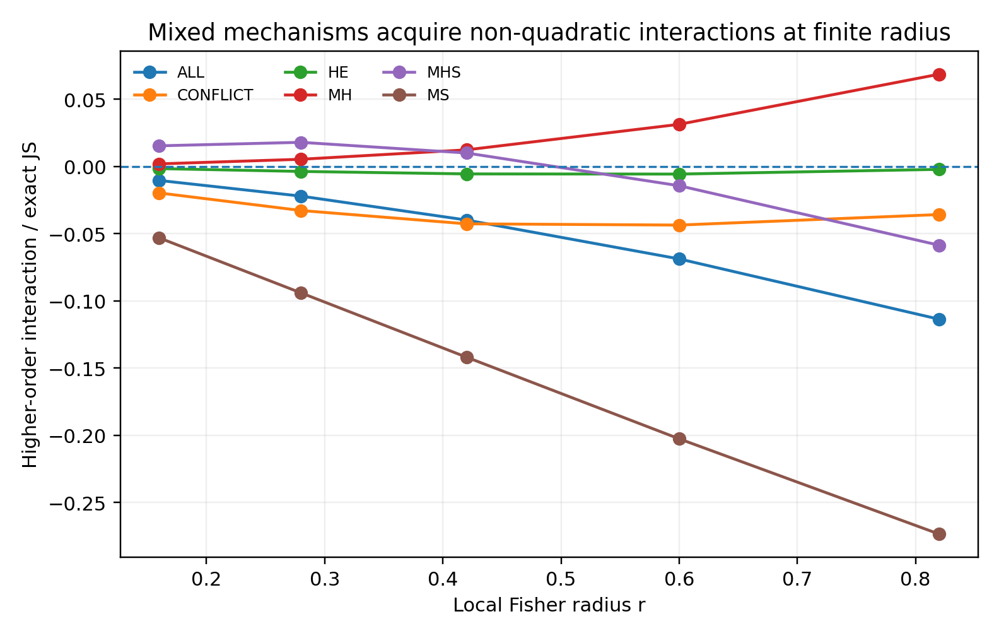 Mixed mechanisms acquire non-quadratic interactions at finite radius
ALL
CONFLICT
HE
MH
MHS
MS
Higher-order interaction / exact JS
0.05
0.00
−0.05
−0.10
−0.15
−0.20
−0.25
0.2
0.3
0.4
0.5
0.6
0.7
0.8
Local Fisher radius r